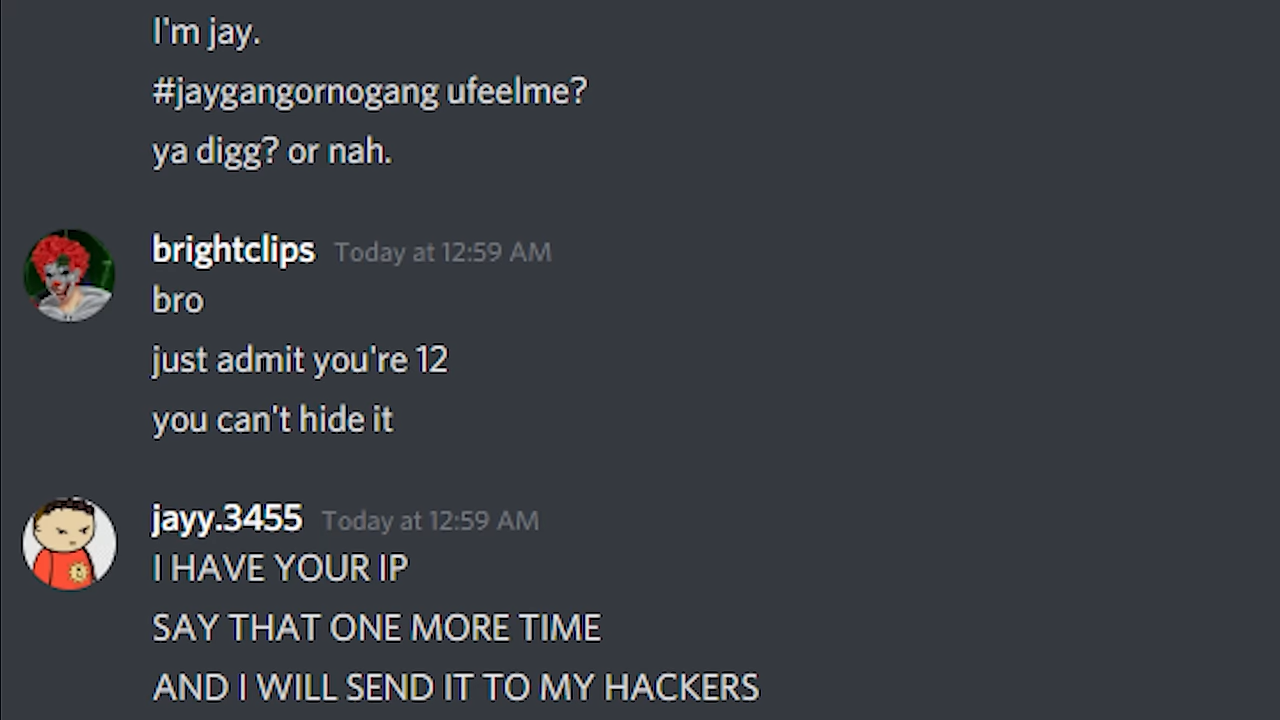 I'm jay.
#jaygangornogang ufeelme?
ya digg? or nah.
brightclips Today at 12:59 AM
bro
just admit you're 12
you can't hide it
jayy.3455 Today at 12:59 AM
I HAVE YOUR IP
SAY THAT ONE MORE TIME
AND I WILL SEND IT TO MY HACKERS